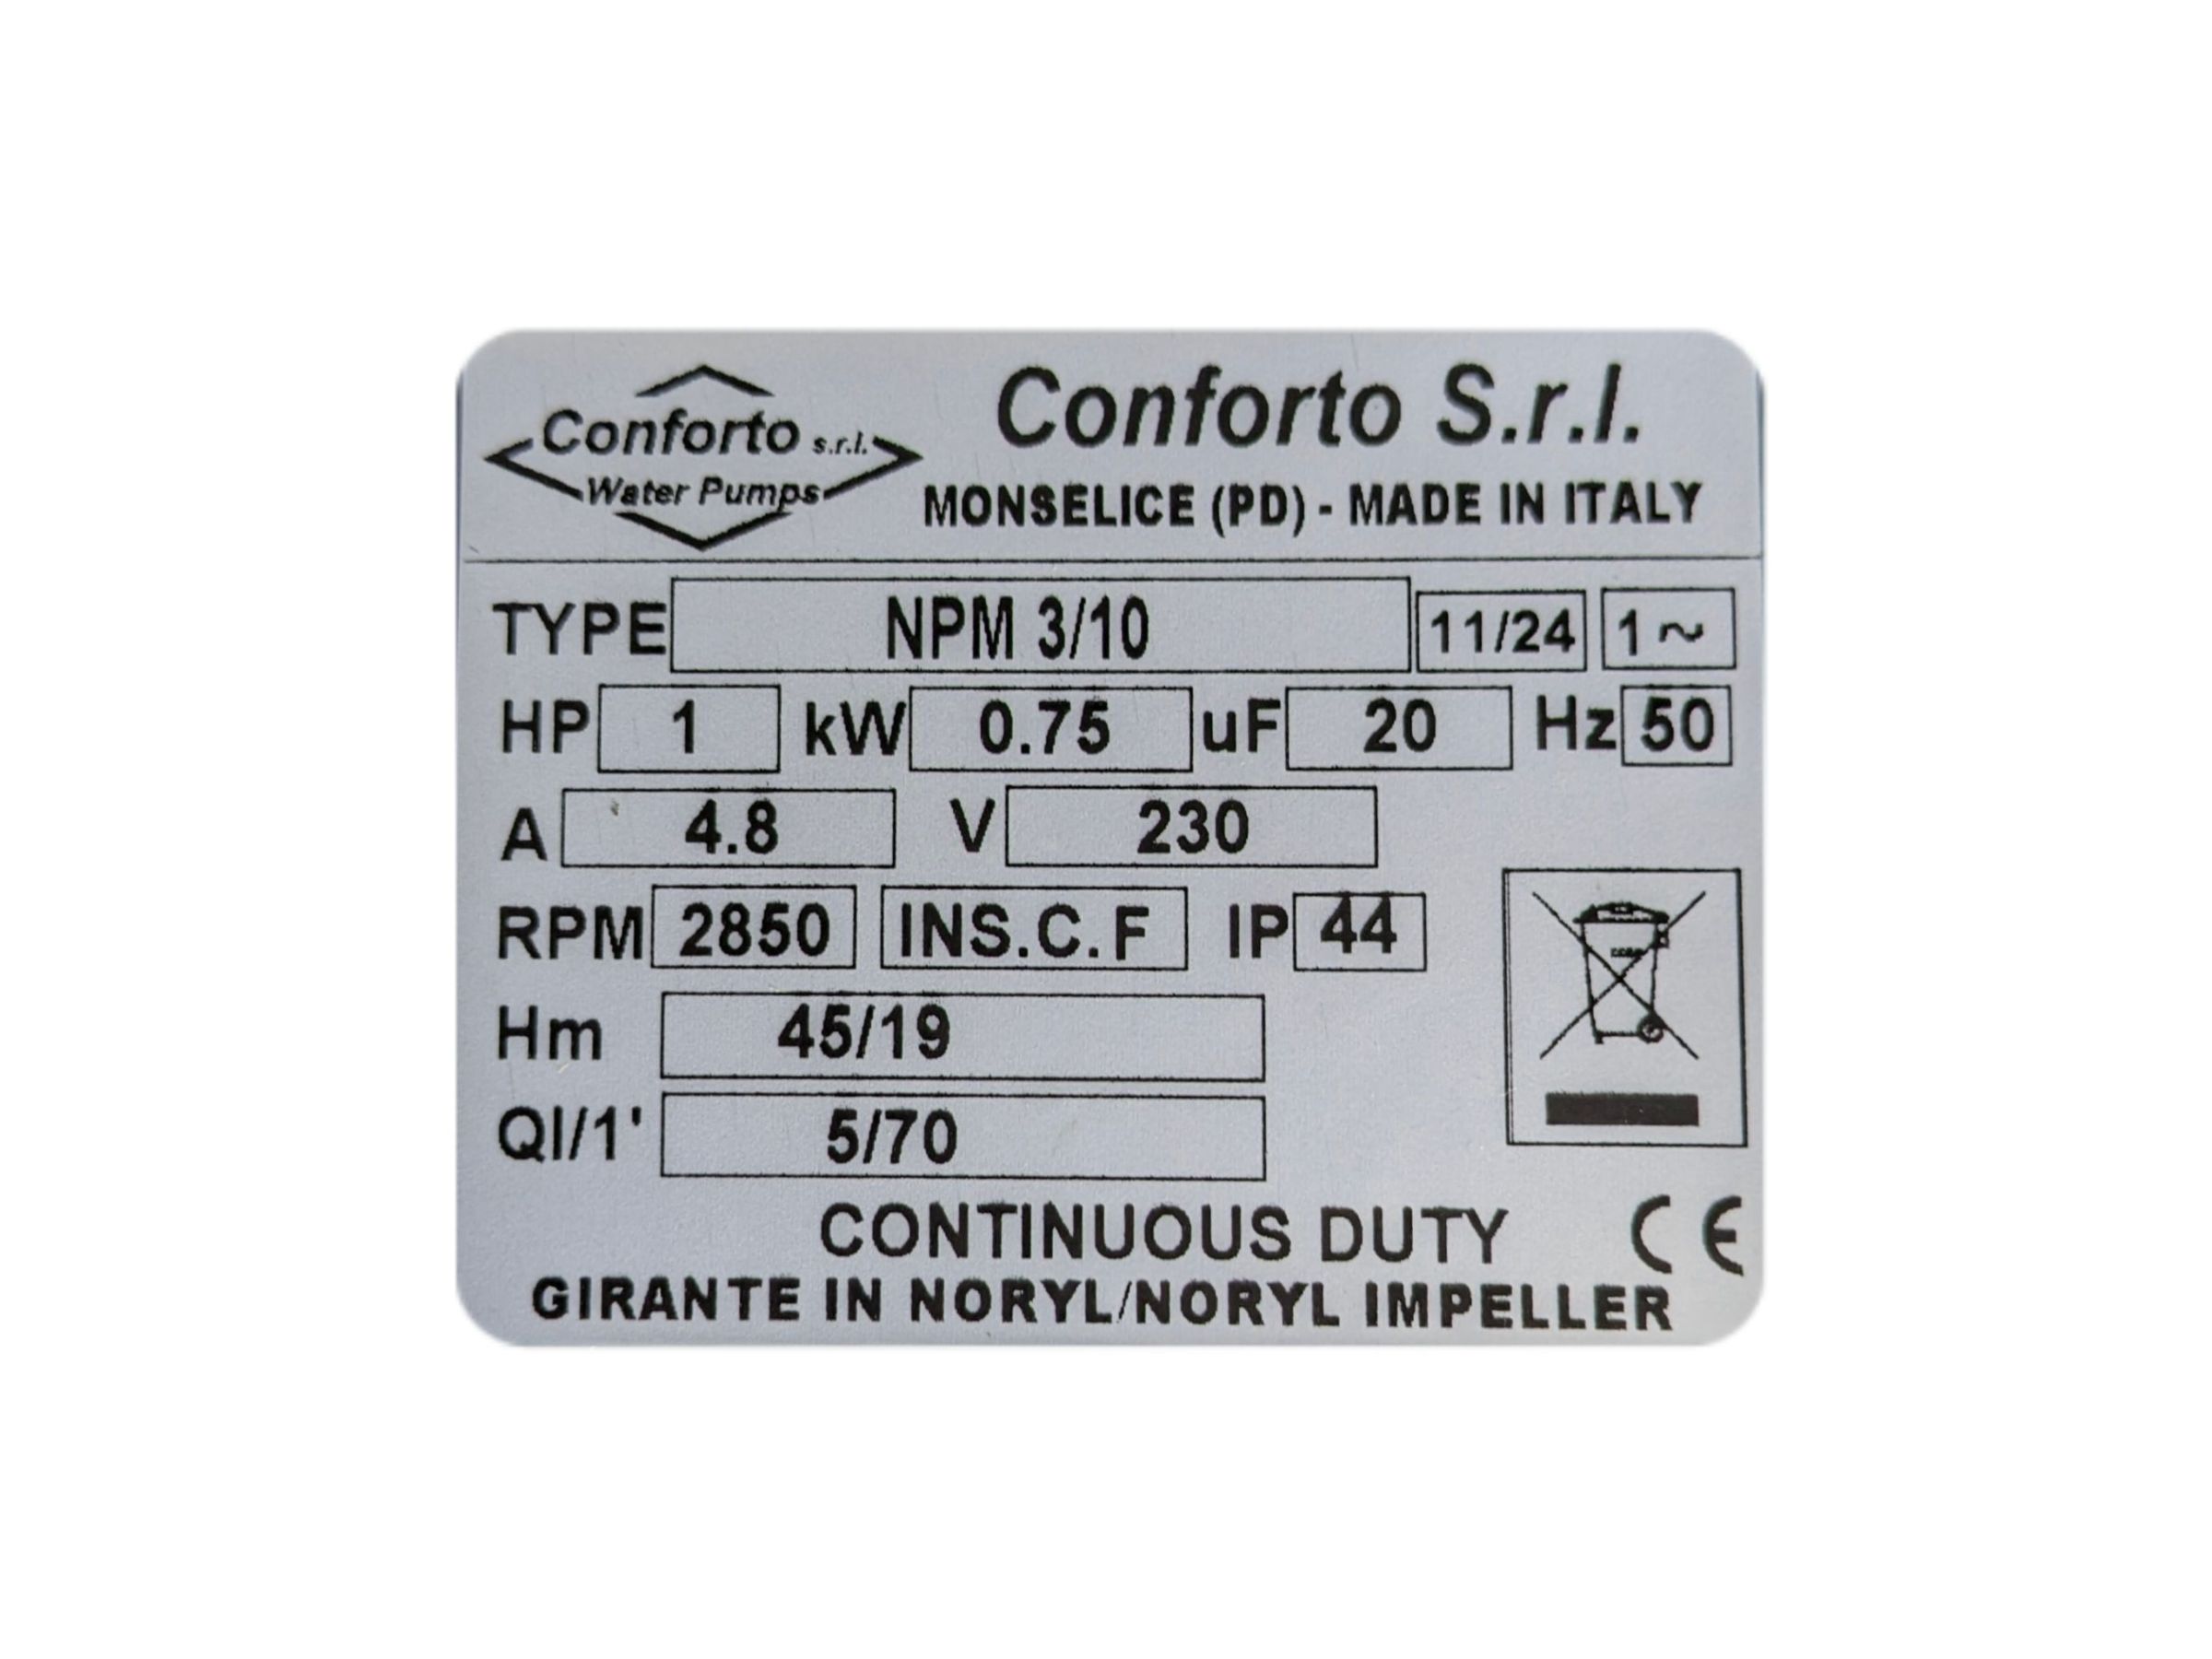 Conforto s.r.l.
Water Pumps
Conforto S.r.l.
MONSELICE (PD) - MADE IN ITALY
TYPE NPM 3/10 11/24 1~
HP 1 kW 0.75 uF 20 Hz 50
A 4.8 V 230
RPM 2850 INS.C.F IP 44
Hm 45/19
Ql/1' 5/70
CONTINUOUS DUTY CE
GIRANTE IN NORYL/NORYL IMPELLER